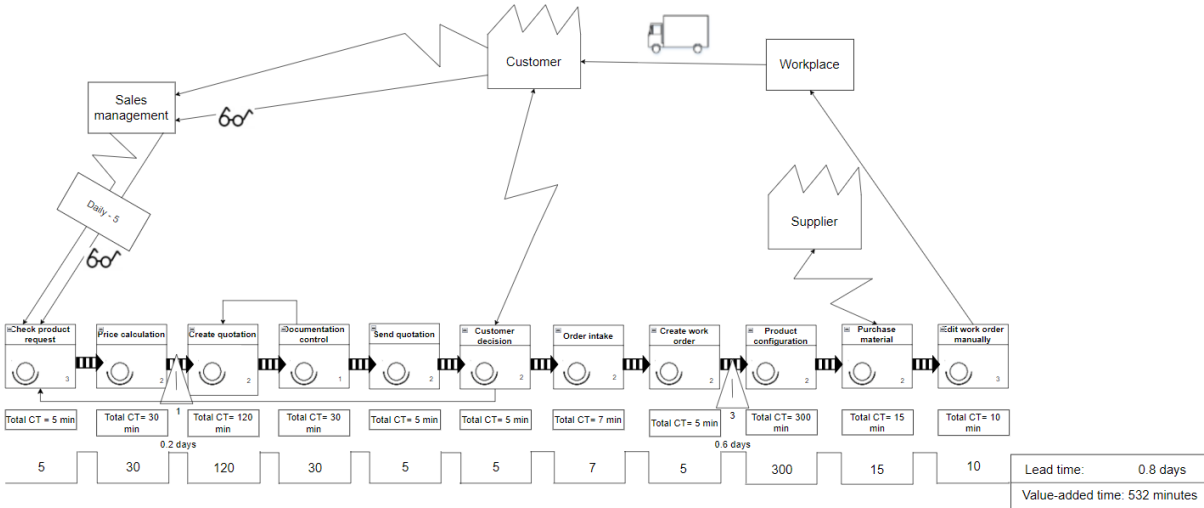 Customer
Workplace
Sales
management
Daily - 5
Supplier
Check product
request
3
Price calculation
2
Create quotation
2
Documentation
control
1
Send quotation
2
Customer
decision
2
Order intake
2
Create work
order
2
Product
configuration
2
Purchase
material
2
Edit work order
manually
3
I
1
I
3
Total CT = 5 min
Total CT= 30
min
Total CT= 120
min
Total CT= 30
min
Total CT= 5 min
Total CT= 5 min
Total CT= 7 min
Total CT= 5 min
Total CT= 300
min
Total CT= 15
min
Total CT= 10
min
0.2 days
0.6 days
5
30
120
30
5
5
7
5
300
15
10
Lead time: 0.8 days
Value-added time: 532 minutes